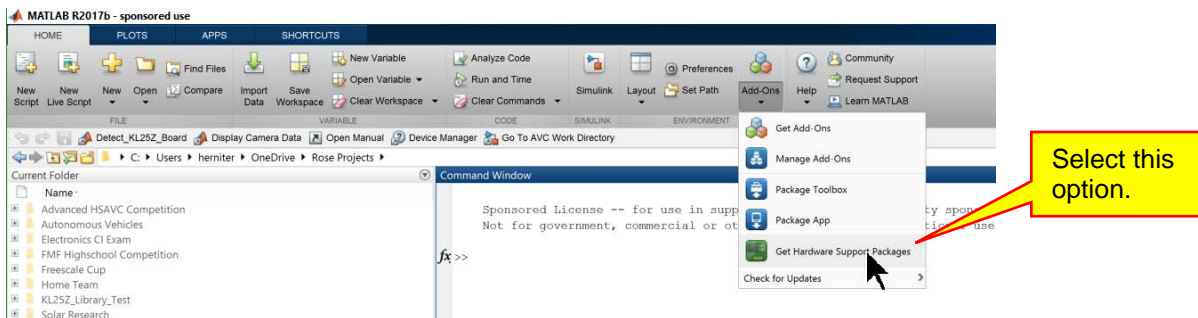 MATLAB R2017b - sponsored use
HOME PLOTS APPS SHORTCUTS
New Script
New Live Script
New
Open
Find Files
Compare
Import Data
Save Workspace
New Variable
Open Variable
Clear Workspace
Analyze Code
Run and Time
Clear Commands
Simulink
Layout
Preferences
Set Path
Add-Ons
Help
Community
Request Support
Learn MATLAB
FILE VARIABLE CODE SIMULINK ENVIRONMENT
Detect_KL25Z_Board Display Camera Data Open Manual Device Manager Go To AVC Work Directory
C: Users herniter OneDrive Rose Projects
Current Folder
Name
Advanced HSAVC Competition
Autonomous Vehicles
Electronics CI Exam
FMF Highschool Competition
Freescale Cup
Home Team
KL25Z_Library_Test
Solar Research
Command Window
Sponsored License -- for use in supp
Not for government, commercial or ot
fx >>
Get Add-Ons
Manage Add-Ons
Package Toolbox
Package App
Get Hardware Support Packages
Check for Updates
Select this
option.